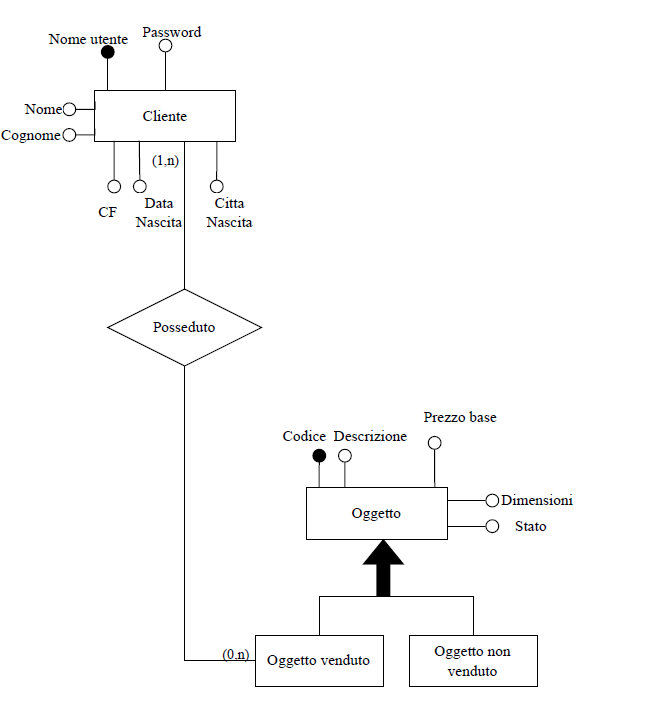 Nome utente
Password
Nome
Cliente
Cognome
(1,n)
CF
Data
Nascita
Citta
Nascita
Posseduto
Prezzo base
Codice
Descrizione
Oggetto
Dimensioni
Stato
(0,n)
Oggetto venduto
Oggetto non
venduto